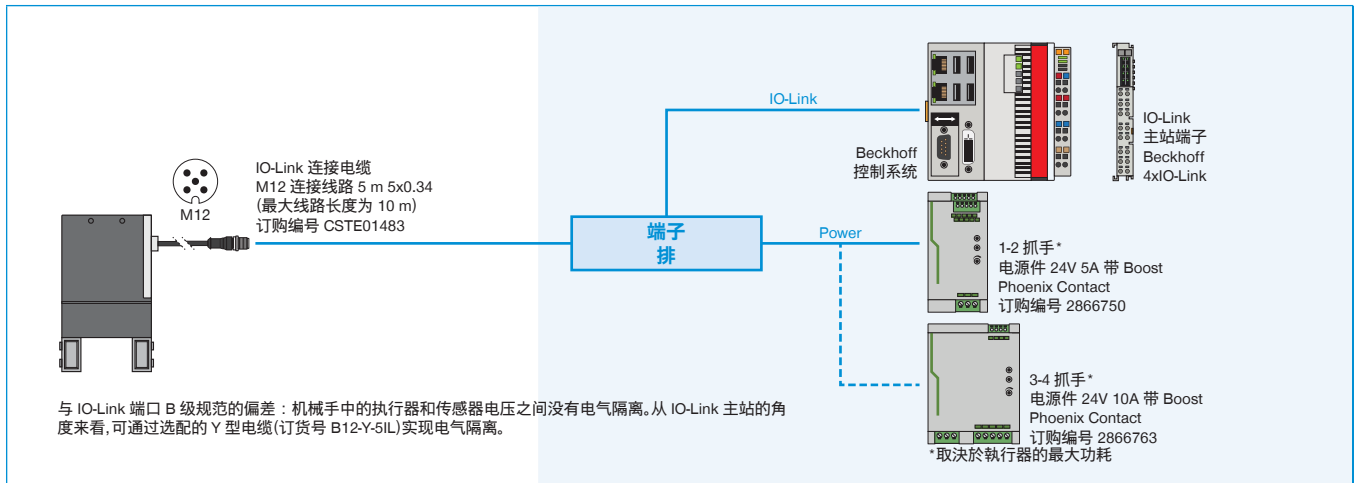 IO-Link
IO-Link
主站端子
Beckhoff
4xIO-Link
Beckhoff
控制系统
M12
IO-Link 连接电缆
M12 连接线路 5 m 5x0.34
(最大线路长度为 10 m)
订购编号 CSTE01483
端子
排
Power
1-2 抓手*
电源件 24V 5A 带 Boost
Phoenix Contact
订购编号 2866750
3-4 抓手*
电源件 24V 10A 带 Boost
Phoenix Contact
订购编号 2866763
*取決於執行器的最大功耗
与 IO-Link 端口 B 级规范的偏差：机械手中的执行器和传感器电压之间没有电气隔离。从 IO-Link 主站的角
度来看,可通过选配的 Y 型电缆(订货号 B12-Y-5IL)实现电气隔离。